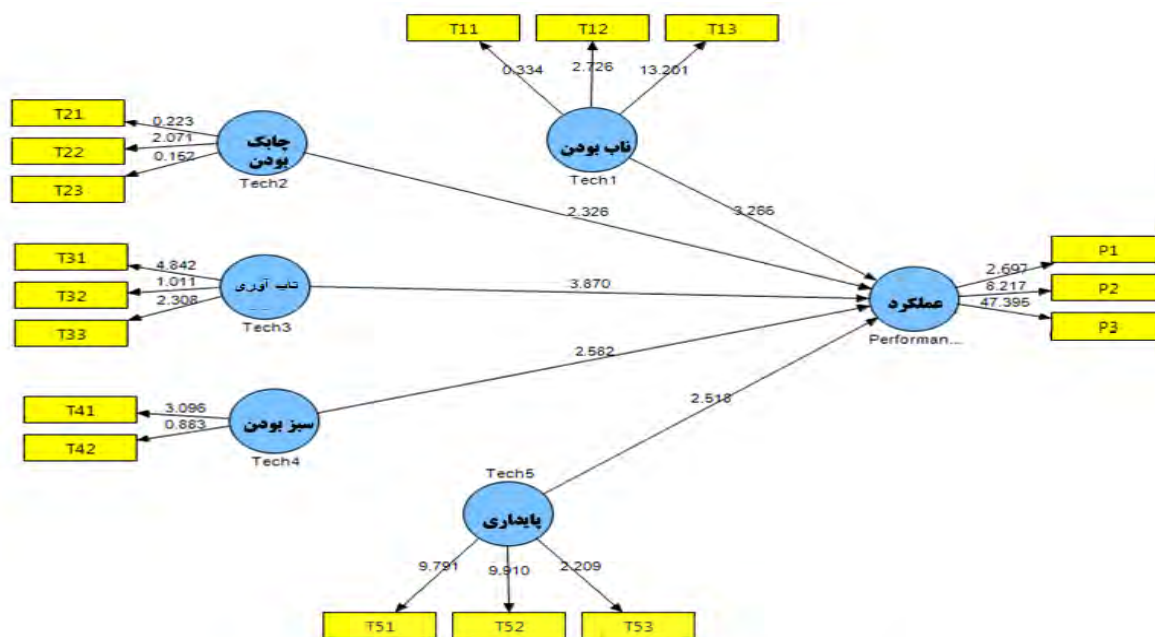 T11
T12
T13
0.334
2.726
13.201
ناب بودن
Tech1
3.286
T21
T22
T23
0.223
2.071
0.162
چابک
بودن
Tech2
2.326
T31
T32
T33
4.842
1.011
2.308
تاب آوری
Tech3
3.870
T41
T42
3.096
0.883
سبز بودن
Tech4
2.582
Tech5
پایداری
2.518
9.791
9.910
2.209
T51
T52
T53
عملکرد
Performan...
2.697
8.217
47.395
P1
P2
P3